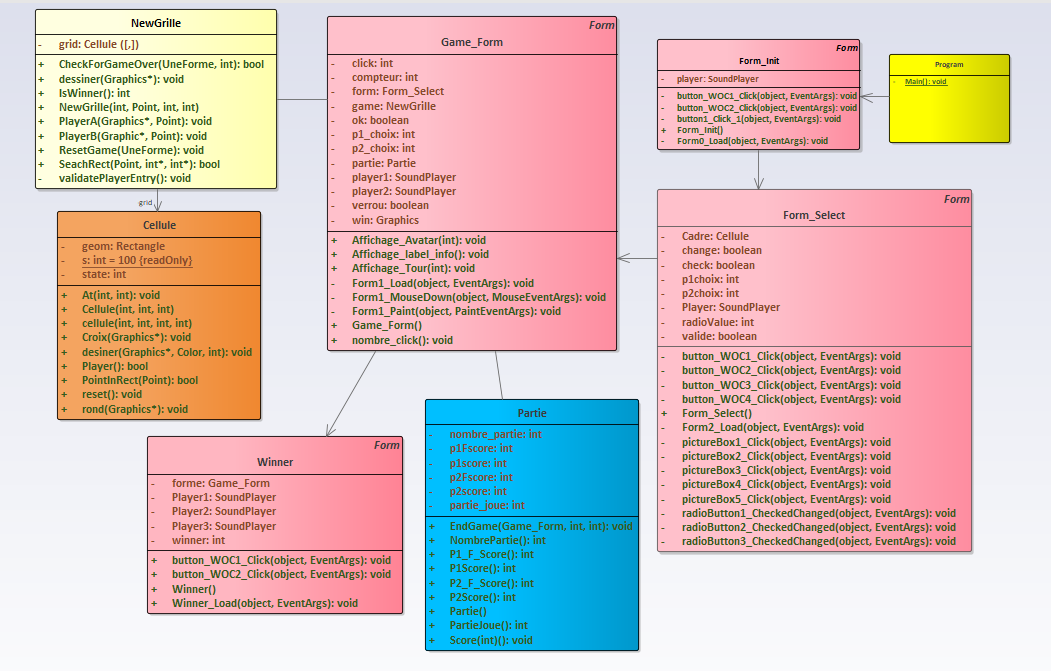 NewGrille
- grid: Cellule ([,])
+ CheckForGameOver(UneForme, int): bool
- dessiner(Graphics*): void
+ IsWinner(): int
+ NewGrille(int, Point, int, int)
+ PlayerA(Graphics*, Point): void
+ PlayerB(Graphic*, Point): void
+ ResetGame(UneForme): void
+ SeachRect(Point, int*, int*): bool
- validatePlayerEntry(): void
grid
Cellule
- geom: Rectangle
- s: int = 100 {readOnly}
- state: int
+ At(int, int): void
+ Cellule(int, int, int)
+ cellule(int, int, int, int)
+ Croix(Graphics*): void
+ desiner(Graphics*, Color, int): void
+ Player(): bool
+ PointInRect(Point): bool
+ reset(): void
+ rond(Graphics*): void
Form
Game_Form
- click: int
- compteur: int
- form: Form_Select
- game: NewGrille
- ok: boolean
- p1_choix: int
- p2_choix: int
- partie: Partie
- player1: SoundPlayer
- player2: SoundPlayer
- verrou: boolean
- win: Graphics
+ Affichage_Avatar(int): void
+ Affichage_label_info(): void
+ Affichage_Tour(int): void
- Form1_Load(object, EventArgs): void
- Form1_MouseDown(object, MouseEventArgs): void
- Form1_Paint(object, PaintEventArgs): void
+ Game_Form()
+ nombre_click(): void
Form
Form_Init
- player: SoundPlayer
- button_WOC1_Click(object, EventArgs): void
- button_WOC2_Click(object, EventArgs): void
- button1_Click_1(object, EventArgs): void
+ Form_Init()
- Form0_Load(object, EventArgs): void
Program
- Main(): void
Form
Form_Select
- Cadre: Cellule
- change: boolean
- check: boolean
- p1choix: int
- p2choix: int
- Player: SoundPlayer
- radioValue: int
- valide: boolean
- button_WOC1_Click(object, EventArgs): void
- button_WOC2_Click(object, EventArgs): void
- button_WOC3_Click(object, EventArgs): void
- button_WOC4_Click(object, EventArgs): void
+ Form_Select()
- Form2_Load(object, EventArgs): void
- pictureBox1_Click(object, EventArgs): void
- pictureBox2_Click(object, EventArgs): void
- pictureBox3_Click(object, EventArgs): void
- pictureBox4_Click(object, EventArgs): void
- pictureBox5_Click(object, EventArgs): void
- radioButton1_CheckedChanged(object, EventArgs): void
- radioButton2_CheckedChanged(object, EventArgs): void
- radioButton3_CheckedChanged(object, EventArgs): void
Form
Winner
- forme: Game_Form
- Player1: SoundPlayer
- Player2: SoundPlayer
- Player3: SoundPlayer
- winner: int
+ button_WOC1_Click(object, EventArgs): void
+ button_WOC2_Click(object, EventArgs): void
+ Winner()
+ Winner_Load(object, EventArgs): void
Partie
- nombre_partie: int
- p1Fscore: int
- p1score: int
- p2Fscore: int
- p2score: int
- partie_joue: int
+ EndGame(Game_Form, int, int): void
+ NombrePartie(): int
+ P1_F_Score(): int
+ P1Score(): int
+ P2_F_Score(): int
+ P2Score(): int
+ Partie()
+ PartieJoue(): int
+ Score(int)(): void